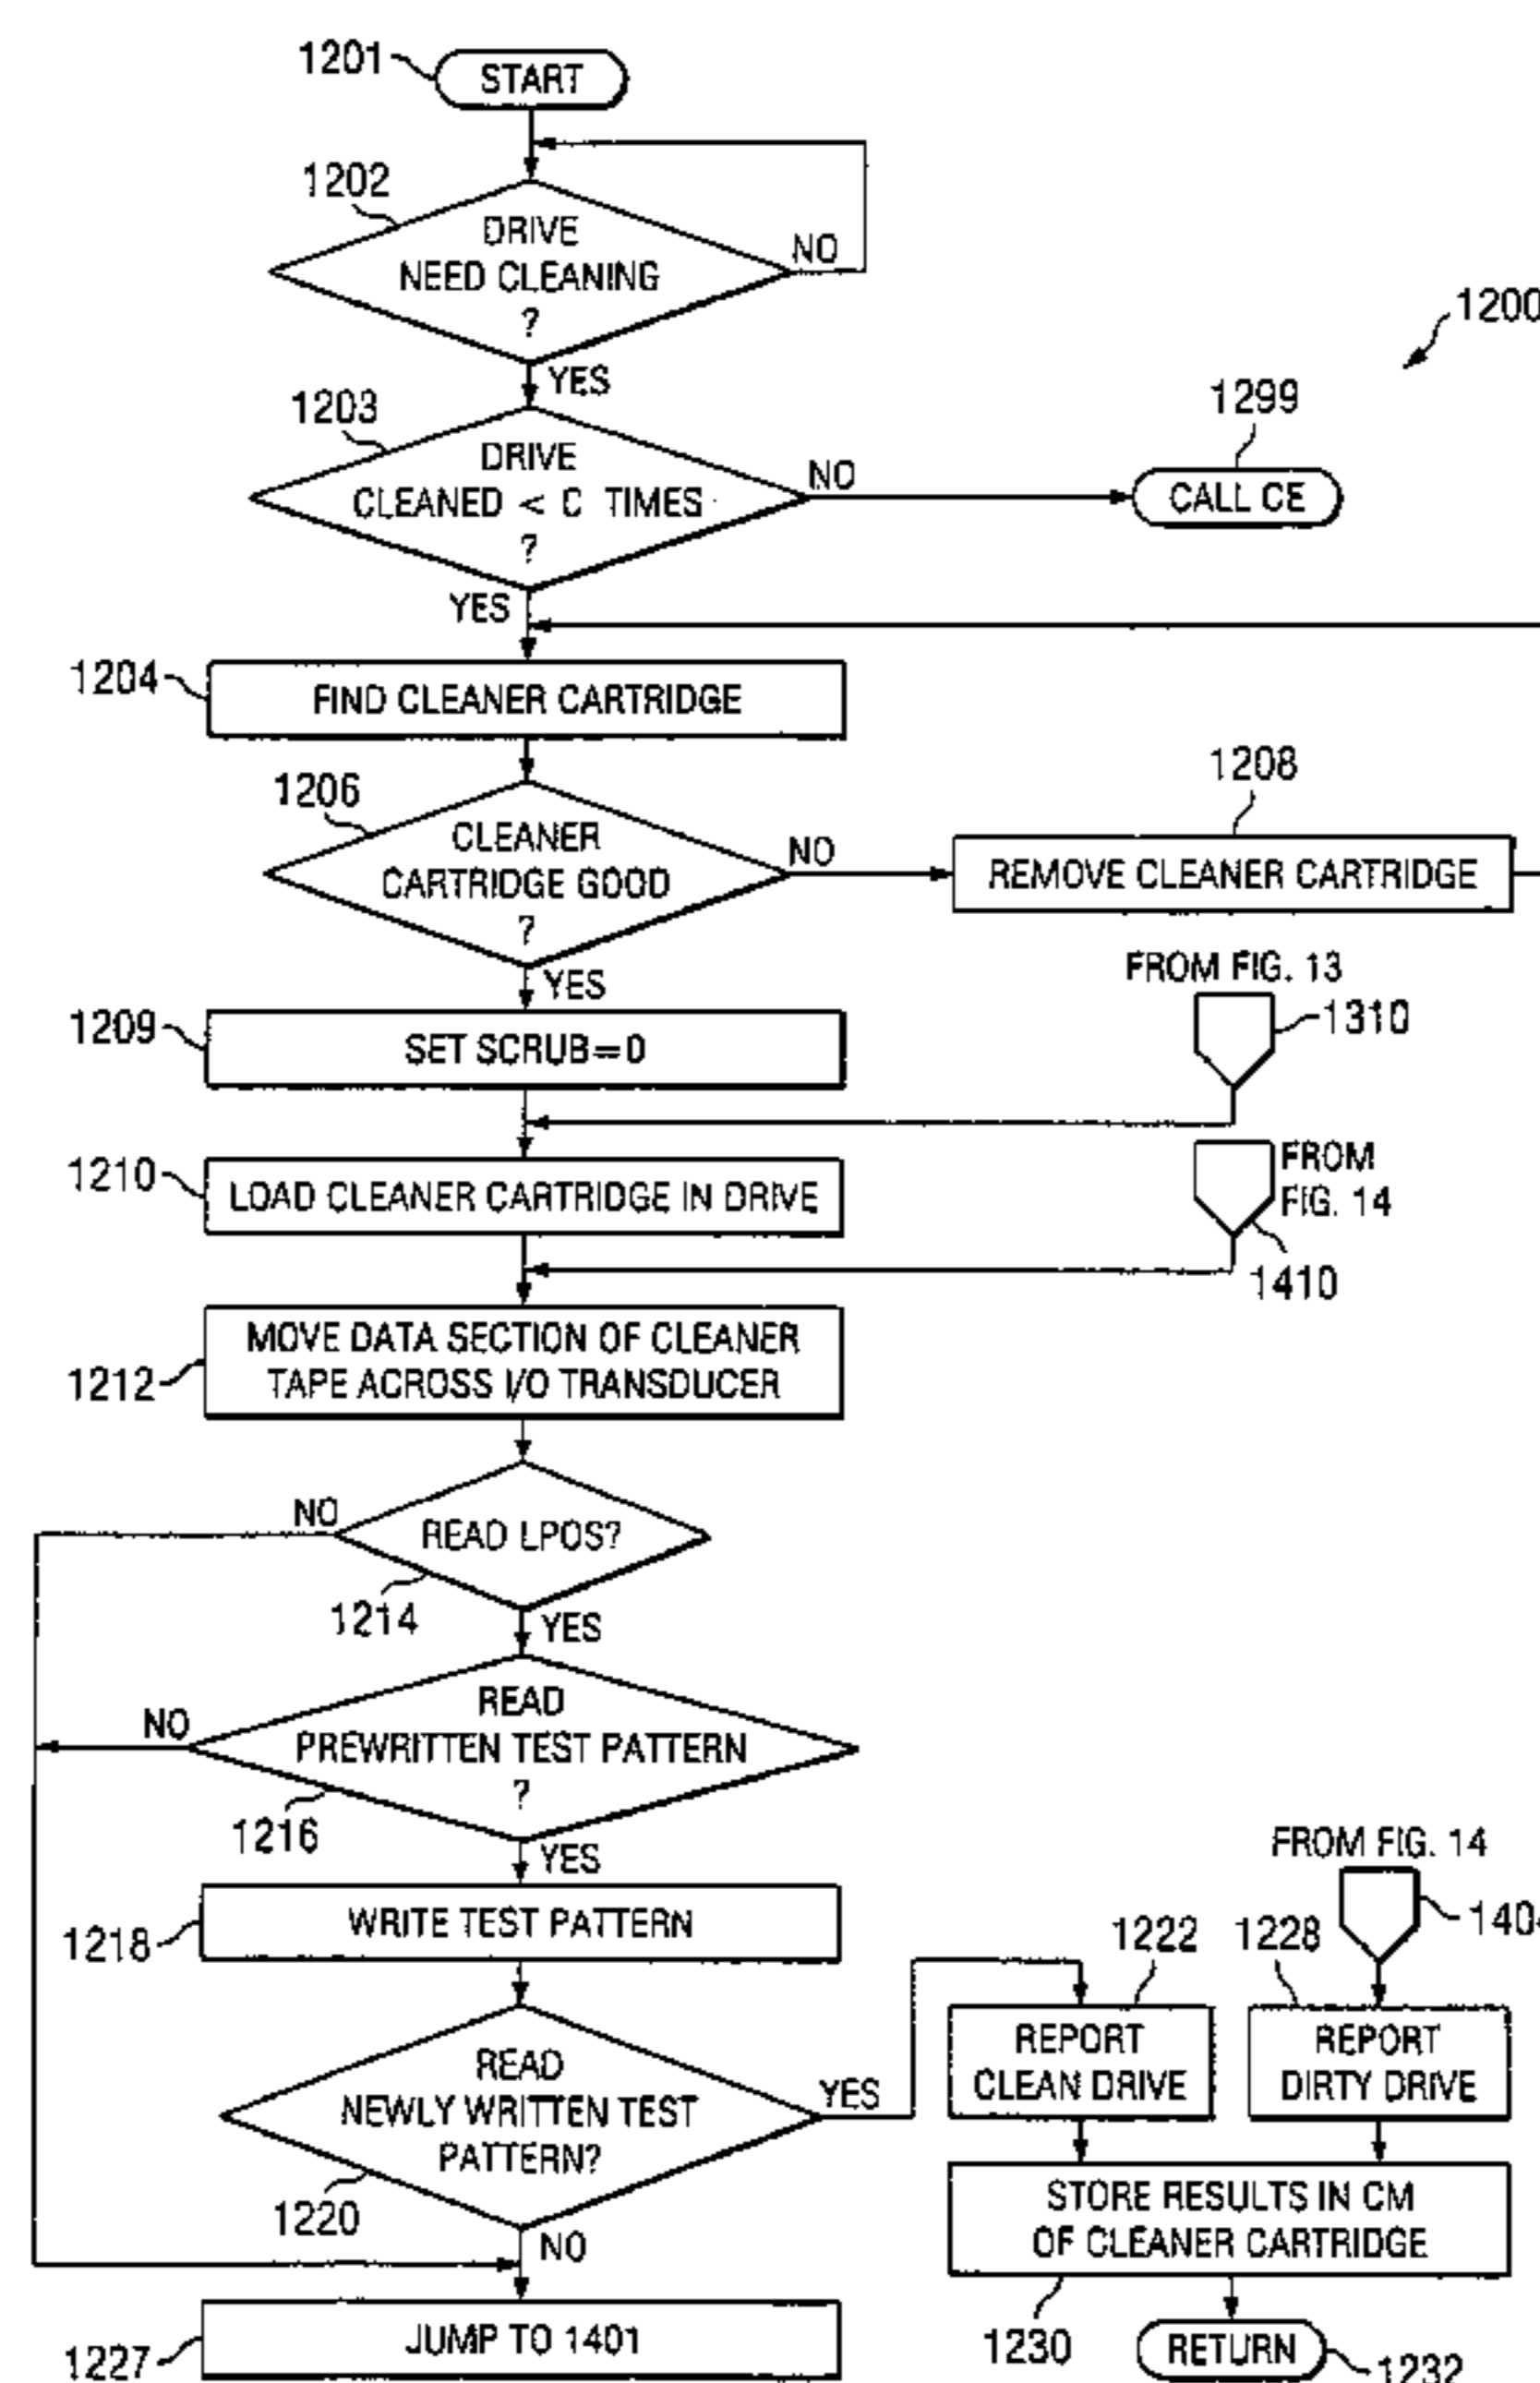 1201
START
1202
DRIVE
NEED CLEANING
?
NO
YES
1200
1203
DRIVE
CLEANED < C TIMES
?
NO
1299
CALL CE
YES
1204
FIND CLEANER CARTRIDGE
1206
CLEANER
CARTRIDGE GOOD
?
NO
1208
REMOVE CLEANER CARTRIDGE
YES
FROM FIG. 13
1310
1209
SET SCRUB=0
1210
LOAD CLEANER CARTRIDGE IN DRIVE
FROM
FIG. 14
1410
1212
MOVE DATA SECTION OF CLEANER
TAPE ACROSS I/O TRANSDUCER
NO
READ LPOS?
1214
YES
NO
READ
PREWRITTEN TEST PATTERN
?
1216
YES
FROM FIG. 14
1404
1218
WRITE TEST PATTERN
1222
1228
REPORT
CLEAN DRIVE
REPORT
DIRTY DRIVE
READ
NEWLY WRITTEN TEST
PATTERN?
YES
1220
NO
STORE RESULTS IN CM
OF CLEANER CARTRIDGE
1227
JUMP TO 1401
1230
RETURN
1232